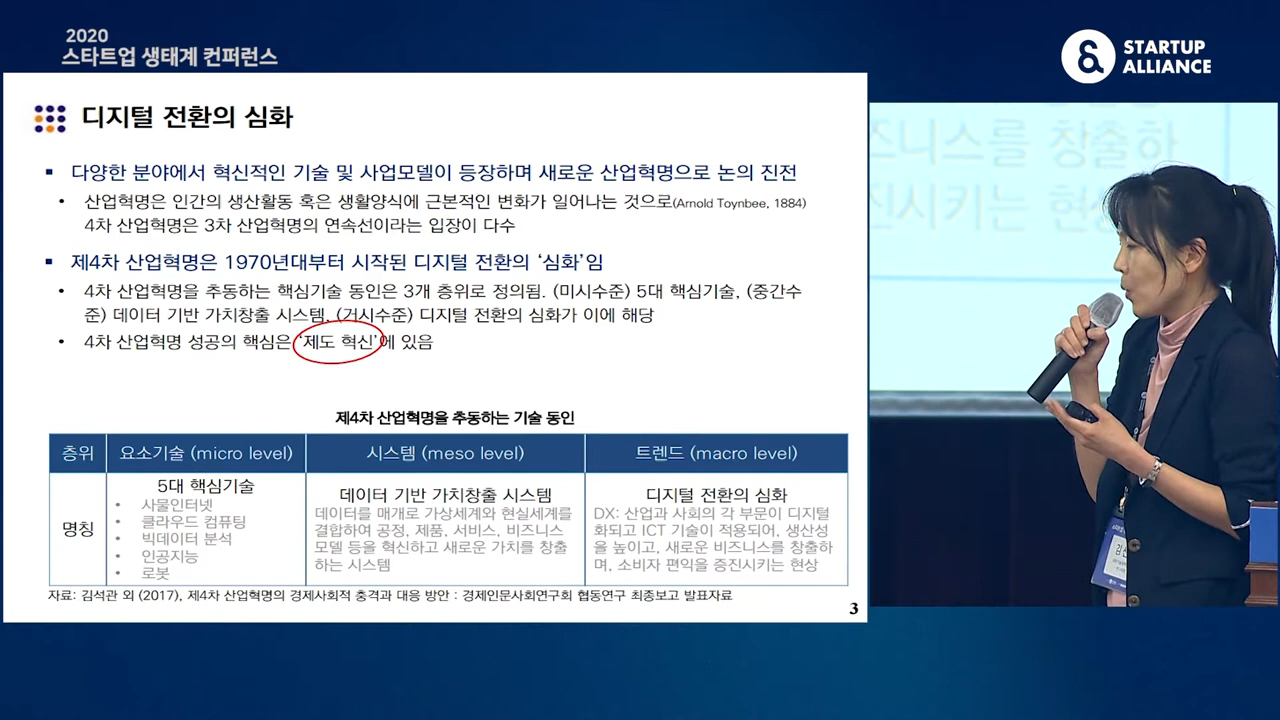 2020
스타트업 생태계 컨퍼런스
STARTUP
ALLIANCE
디지털 전환의 심화
▪ 다양한 분야에서 혁신적인 기술 및 사업모델이 등장하며 새로운 산업혁명으로 논의 진전
• 산업혁명은 인간의 생산활동 혹은 생활양식에 근본적인 변화가 일어나는 것으로(Arnold Toynbee, 1884)
4차 산업혁명은 3차 산업혁명의 연속선이라는 입장이 다수
▪ 제4차 산업혁명은 1970년대부터 시작된 디지털 전환의 ‘심화’임
• 4차 산업혁명을 추동하는 핵심기술 동인은 3개 층위로 정의됨. (미시수준) 5대 핵심기술, (중간수
준) 데이터 기반 가치창출 시스템, (거시수준) 디지털 전환의 심화가 이에 해당
• 4차 산업혁명 성공의 핵심은 ‘제도 혁신’에 있음
제4차 산업혁명을 추동하는 기술 동인
층위 요소기술 (micro level) 시스템 (meso level) 트렌드 (macro level)
명칭
5대 핵심기술
• 사물인터넷
• 클라우드 컴퓨팅
• 빅데이터 분석
• 인공지능
• 로봇
데이터 기반 가치창출 시스템
데이터를 매개로 가상세계와 현실세계를
결합하여 공정, 제품, 서비스, 비즈니스
모델 등을 혁신하고 새로운 가치를 창출
하는 시스템
디지털 전환의 심화
DX: 산업과 사회의 각 부문이 디지털
화되고 ICT 기술이 적용되어, 생산성
을 높이고, 새로운 비즈니스를 창출하
며, 소비자 편익을 증진시키는 현상
자료: 김석관 외 (2017), 제4차 산업혁명의 경제사회적 충격과 대응 방안 : 경제인문사회연구회 협동연구 최종보고 발표자료
3
즈니스를 창출하
진시키는 현상